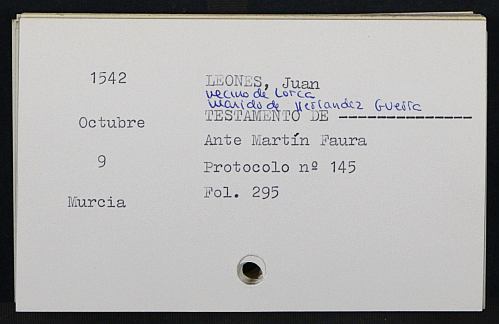 1542 LEONES, Juan
vecino de Lorca
marido de Hernandez Guerra
Octubre TESTAMENTO DE ---------------
Ante Martín Faura
9 Protocolo nº 145
Murcia Fol. 295